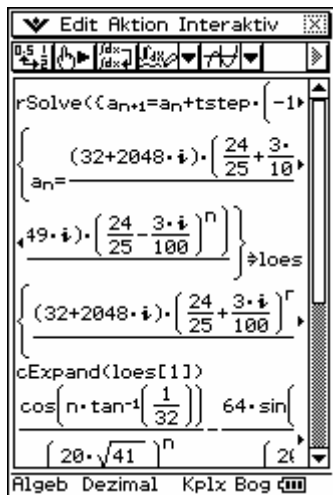 Edit Aktion Interaktiv
rSolve({aₙ₊₁=aₙ+tstep·(-1
{aₙ= (32+2048·i)·(24/25+3·/10
49·i)·(24/25-3·i/100)ⁿ}⇒loes
{(32+2048·i)·(24/25+3·i/100)
cExpand(loes[1])
cos(n·tan⁻¹(1/32))/(20·√41)ⁿ - 64·sin(/(2
Algeb Dezimal Kplx Bog